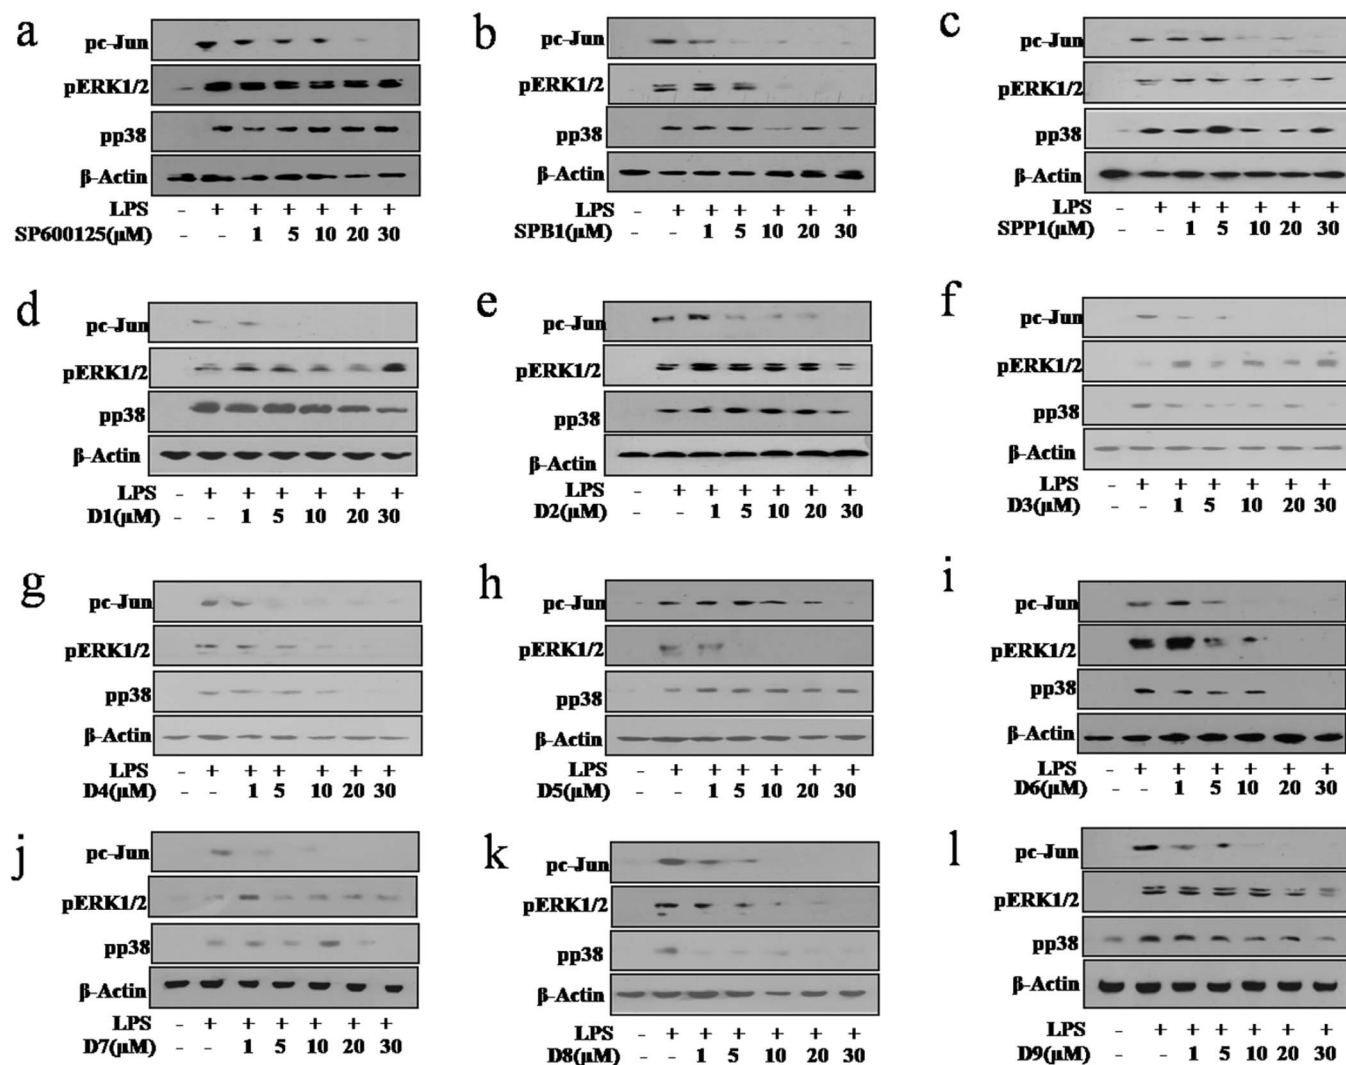 a
pc-Jun
pERK1/2
pp38
β-Actin
LPS - + + + + + +
SP600125(μM) - - 1 5 10 20 30
b
pc-Jun
pERK1/2
pp38
β-Actin
LPS - + + + + + +
SPB1(μM) - - 1 5 10 20 30
c
pc-Jun
pERK1/2
pp38
β-Actin
LPS - + + + + + +
SPP1(μM) - - 1 5 10 20 30
d
pc-Jun
pERK1/2
pp38
β-Actin
LPS - + + + + + +
D1(μM) - - 1 5 10 20 30
e
pc-Jun
pERK1/2
pp38
β-Actin
LPS - + + + + + +
D2(μM) - - 1 5 10 20 30
f
pc-Jun
pERK1/2
pp38
β-Actin
LPS - + + + + + +
D3(μM) - - 1 5 10 20 30
g
pc-Jun
pERK1/2
pp38
β-Actin
LPS - + + + + + +
D4(μM) - - 1 5 10 20 30
h
pc-Jun
pERK1/2
pp38
β-Actin
LPS - + + + + + +
D5(μM) - - 1 5 10 20 30
i
pc-Jun
pERK1/2
pp38
β-Actin
LPS - + + + + + +
D6(μM) - - 1 5 10 20 30
j
pc-Jun
pERK1/2
pp38
β-Actin
LPS - + + + + + +
D7(μM) - - 1 5 10 20 30
k
pc-Jun
pERK1/2
pp38
β-Actin
LPS - + + + + + +
D8(μM) - - 1 5 10 20 30
l
pc-Jun
pERK1/2
pp38
β-Actin
LPS - + + + + + +
D9(μM) - - 1 5 10 20 30